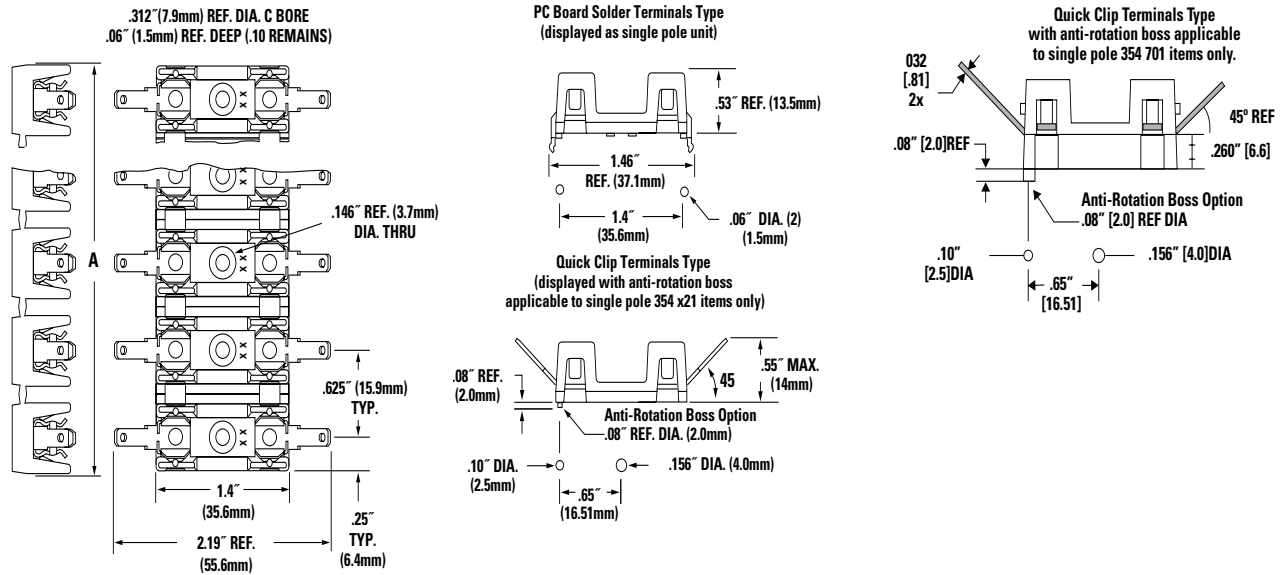 .312˝(7.9mm) REF. DIA. C BORE
.06˝ (1.5mm) REF. DEEP (.10 REMAINS)
A
X X
X X
X X
X X
X X
.146˝ REF. (3.7mm)
DIA. THRU
.625˝ (15.9mm)
TYP.
1.4˝
(35.6mm)
2.19˝ REF.
(55.6mm)
.25˝
TYP.
(6.4mm)
PC Board Solder Terminals Type
(displayed as single pole unit)
.53˝ REF. (13.5mm)
1.46˝
REF. (37.1mm)
1.4˝
(35.6mm)
.06˝ DIA. (2)
(1.5mm)
Quick Clip Terminals Type
(displayed with anti-rotation boss
applicable to single pole 354 x21 items only)
.08˝ REF.
(2.0mm)
45
.55˝ MAX.
(14mm)
Anti-Rotation Boss Option
.08˝ REF. DIA. (2.0mm)
.10˝ DIA.
(2.5mm)
.156˝ DIA. (4.0mm)
.65˝
(16.51mm)
Quick Clip Terminals Type
with anti-rotation boss applicable
to single pole 354 701 items only.
032
[.81]
2x
45º REF
.08" [2.0]REF
.260" [6.6]
Anti-Rotation Boss Option
.08" [2.0] REF DIA
.10"
[2.5]DIA
.156" [4.0]DIA
.65"
[16.51]